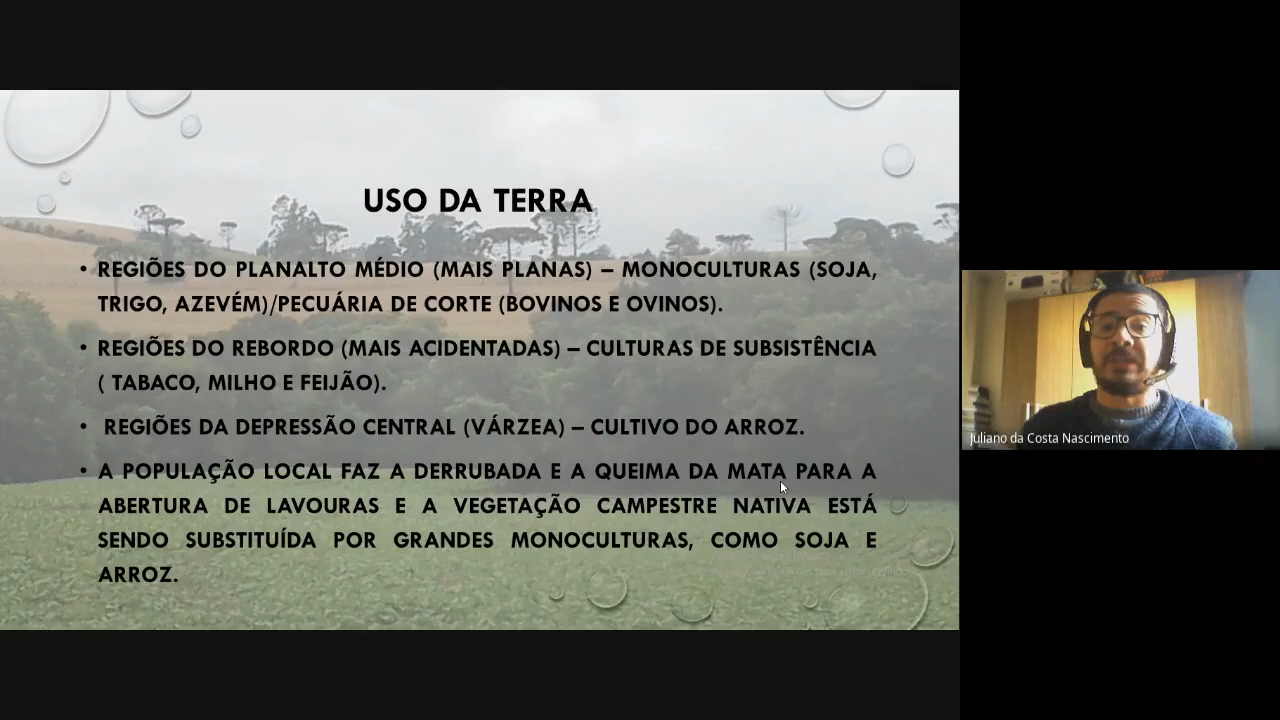 USO DA TERRA
• REGIÕES DO PLANALTO MÉDIO (MAIS PLANAS) – MONOCULTURAS (SOJA,
TRIGO, AZEVÉM)/PECUÁRIA DE CORTE (BOVINOS E OVINOS).
• REGIÕES DO REBORDO (MAIS ACIDENTADAS) – CULTURAS DE SUBSISTÊNCIA
( TABACO, MILHO E FEIJÃO).
• REGIÕES DA DEPRESSÃO CENTRAL (VÁRZEA) – CULTIVO DO ARROZ.
• A POPULAÇÃO LOCAL FAZ A DERRUBADA E A QUEIMA DA MATA PARA A
ABERTURA DE LAVOURAS E A VEGETAÇÃO CAMPESTRE NATIVA ESTÁ
SENDO SUBSTITUÍDA POR GRANDES MONOCULTURAS, COMO SOJA E
ARROZ.
Juliano da Costa Nascimento